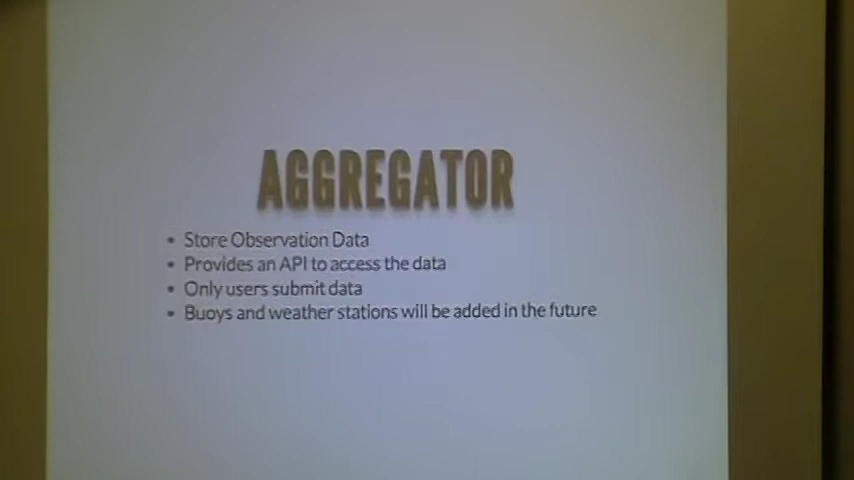 AGGREGATOR
• Store Observation Data
• Provides an API to access the data
• Only users submit data
• Buoys and weather stations will be added in the future